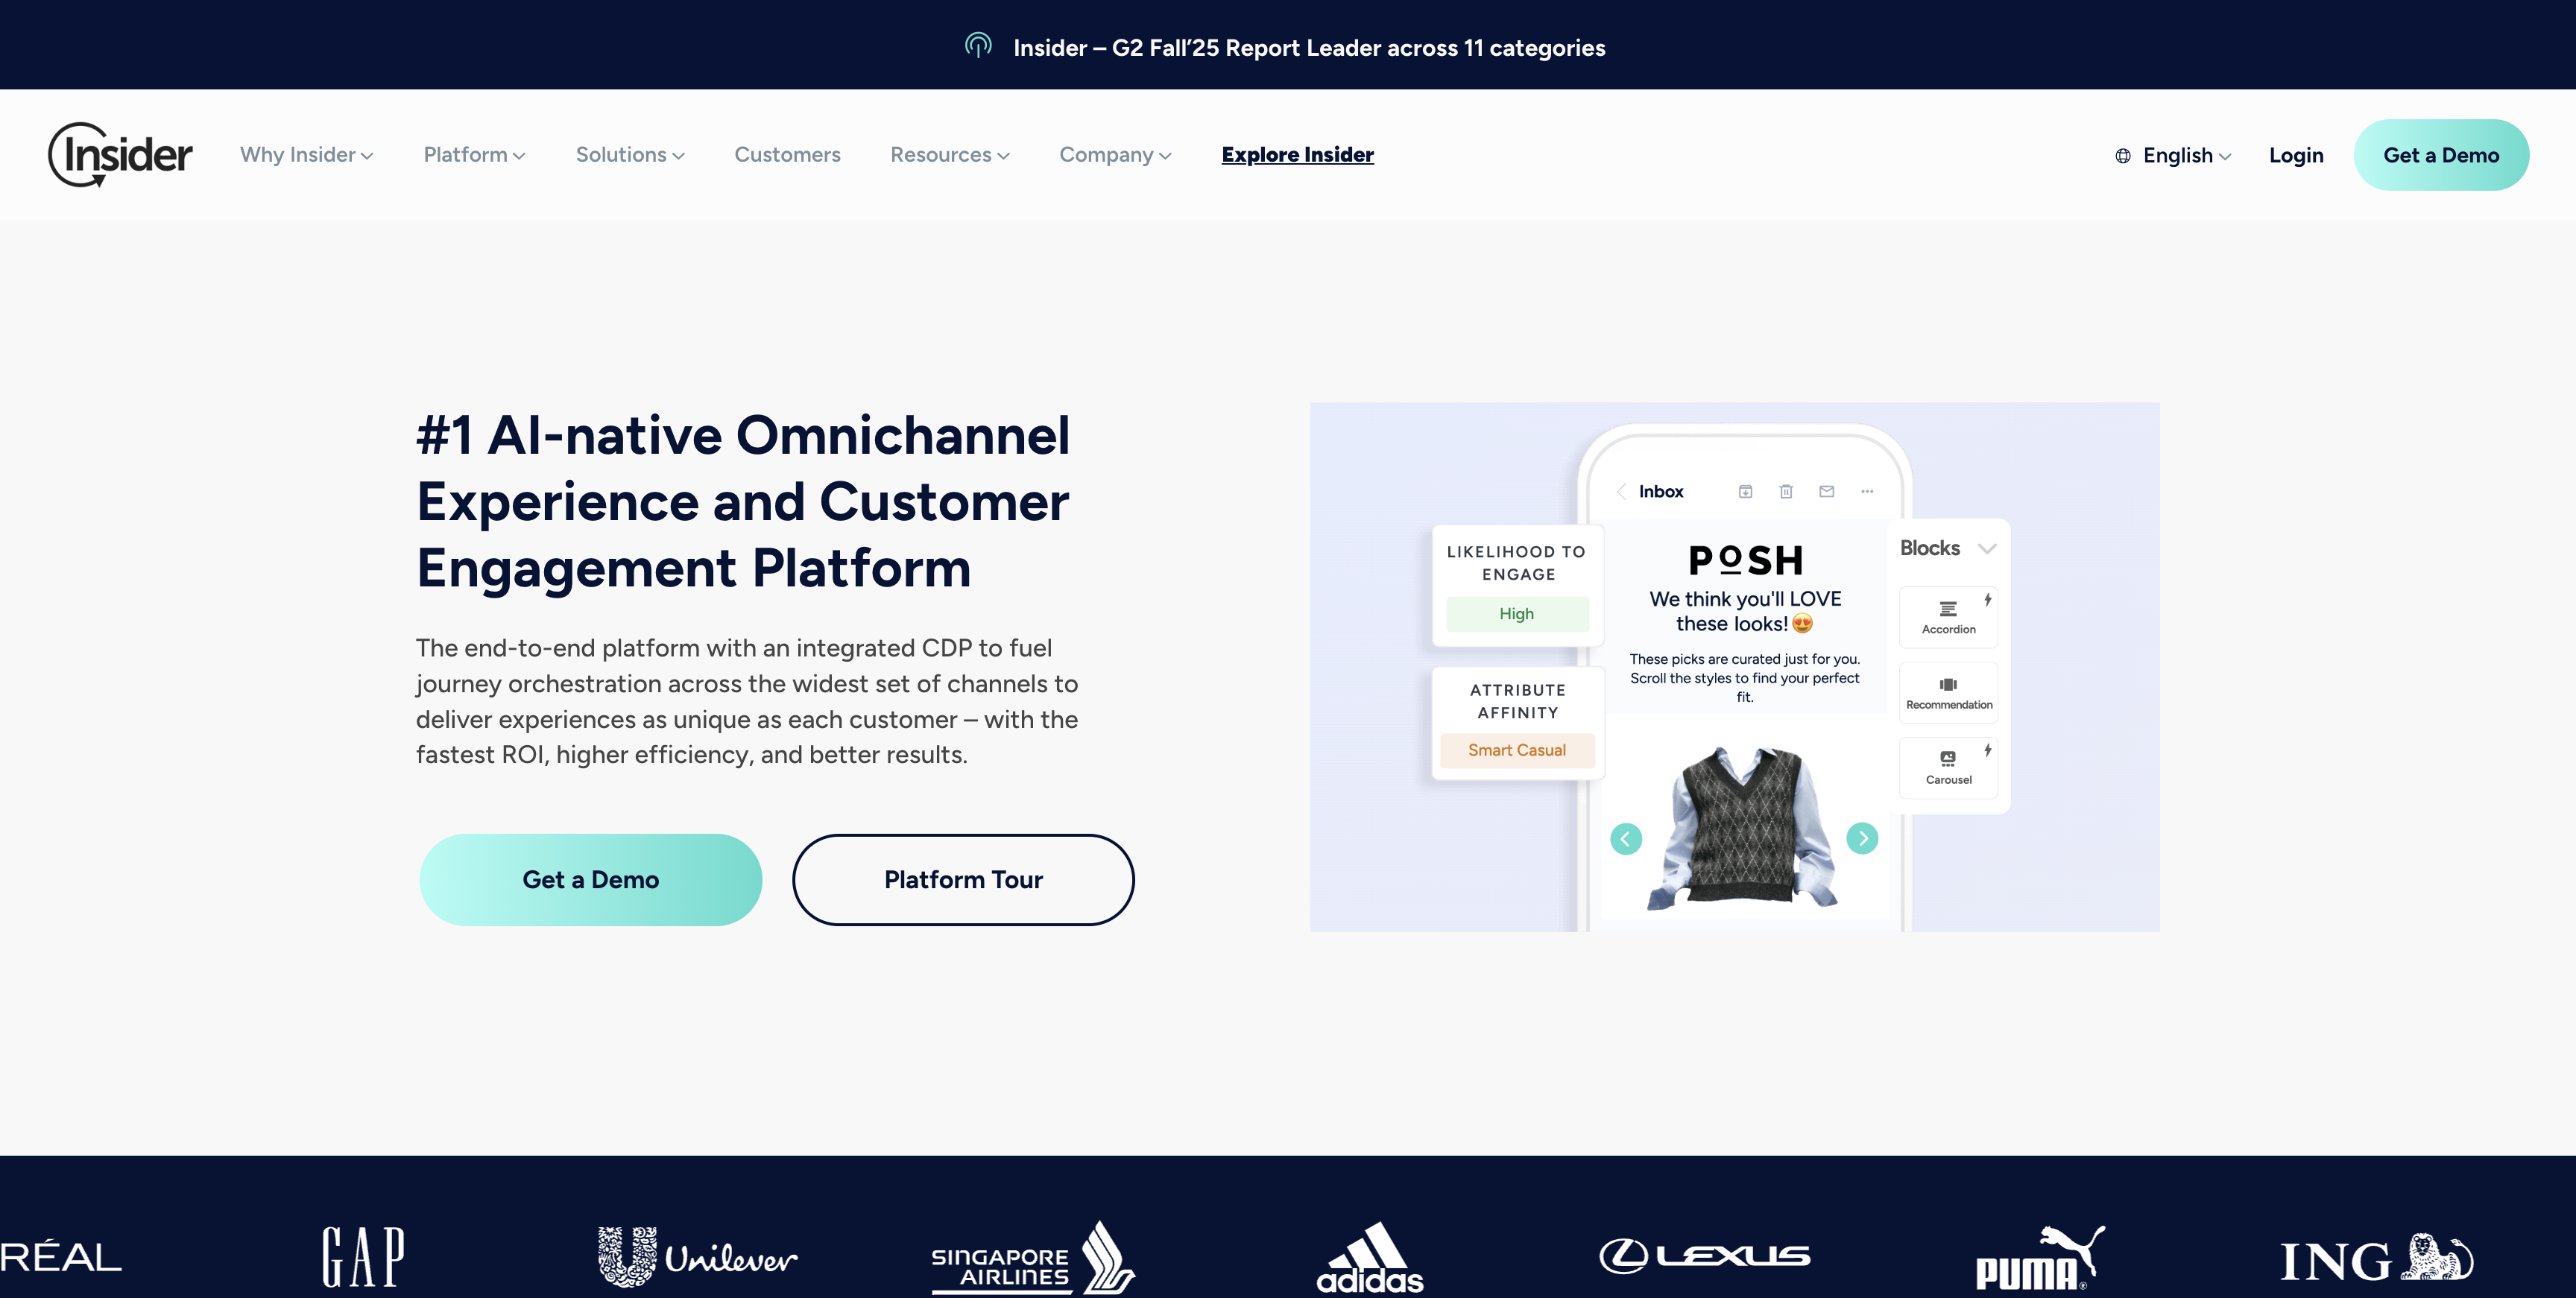 Insider – G2 Fall’25 Report Leader across 11 categories
Insider
Why Insider
Platform
Solutions
Customers
Resources
Company
Explore Insider
English
Login
Get a Demo
#1 AI-native Omnichannel
Experience and Customer
Engagement Platform
The end-to-end platform with an integrated CDP to fuel
journey orchestration across the widest set of channels to
deliver experiences as unique as each customer – with the
fastest ROI, higher efficiency, and better results.
Get a Demo
Platform Tour
Inbox
LIKELIHOOD TO
ENGAGE
High
ATTRIBUTE
AFFINITY
Smart Casual
POSH
We think you'll LOVE
these looks!😍
These picks are curated just for you.
Scroll the styles to find your perfect
fit.
Blocks
Accordion
Recommendation
Carousel
RÉAL
GAP
Unilever
SINGAPORE
AIRLINES
adidas
LEXUS
PUMA®
ING